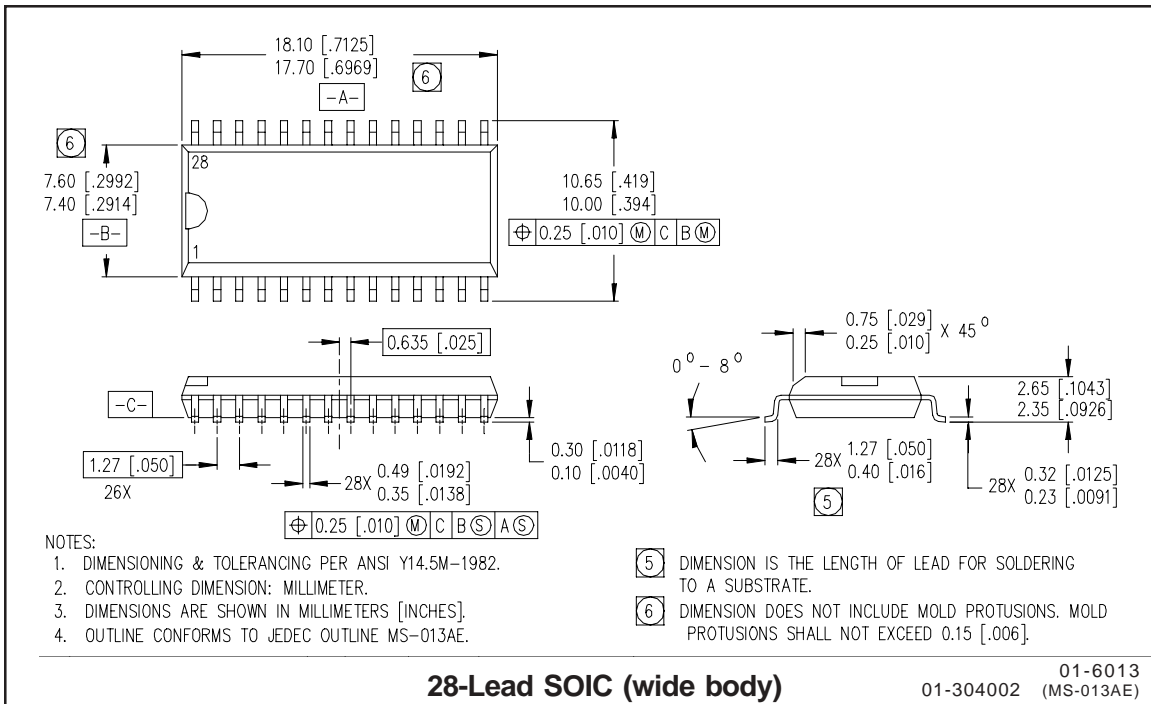 18.10 [.7125]
17.70 [.6969]
6
-A-
6
28
7.60 [.2992]
7.40 [.2914]
-B-
1
10.65 [.419]
10.00 [.394]
⌖ 0.25 [.010] Ⓜ C B Ⓜ
0.635 [.025]
-C-
1.27 [.050]
26X
28X 0.49 [.0192]
0.35 [.0138]
⌖ 0.25 [.010] Ⓜ C B Ⓢ A Ⓢ
0.30 [.0118]
0.10 [.0040]
0.75 [.029]
0.25 [.010] X 45°
0° - 8°
2.65 [.1043]
2.35 [.0926]
28X 1.27 [.050]
0.40 [.016]
5
28X 0.32 [.0125]
0.23 [.0091]
NOTES:
1. DIMENSIONING & TOLERANCING PER ANSI Y14.5M-1982.
2. CONTROLLING DIMENSION: MILLIMETER.
3. DIMENSIONS ARE SHOWN IN MILLIMETERS [INCHES].
4. OUTLINE CONFORMS TO JEDEC OUTLINE MS-013AE.
5 DIMENSION IS THE LENGTH OF LEAD FOR SOLDERING
TO A SUBSTRATE.
6 DIMENSION DOES NOT INCLUDE MOLD PROTUSIONS. MOLD
PROTUSIONS SHALL NOT EXCEED 0.15 [.006].
28-Lead SOIC (wide body)
01-304002
01-6013
(MS-013AE)